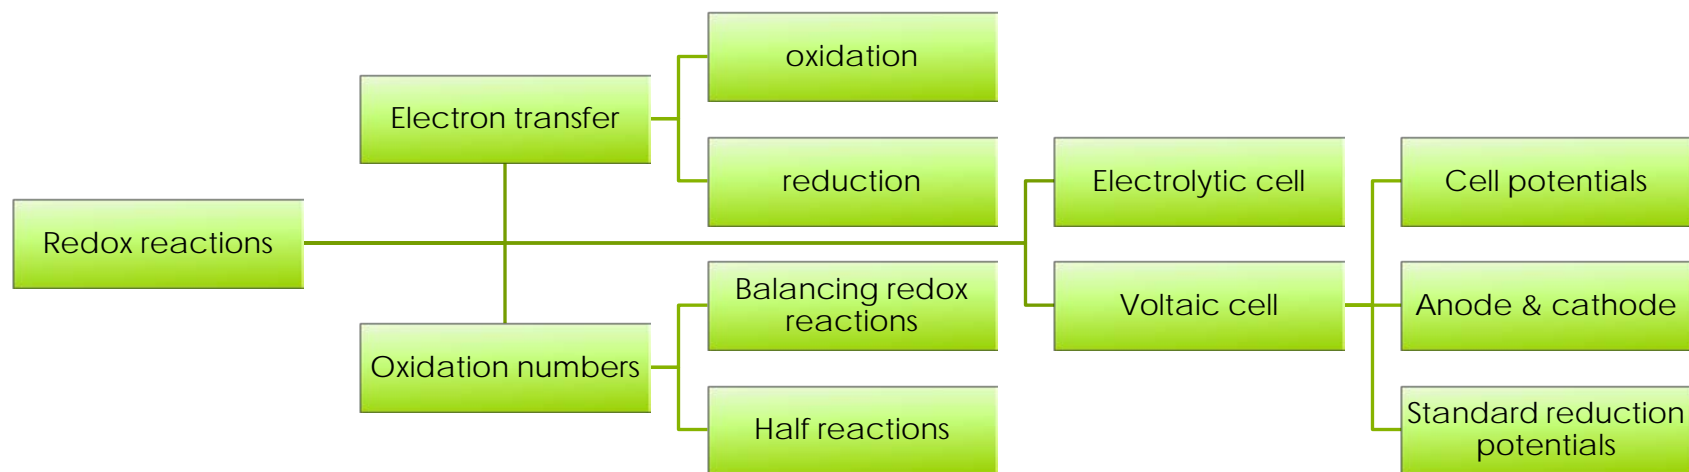 Redox reactions
Electron transfer
oxidation
reduction
Oxidation numbers
Balancing redox
reactions
Half reactions
Electrolytic cell
Voltaic cell
Cell potentials
Anode & cathode
Standard reduction
potentials